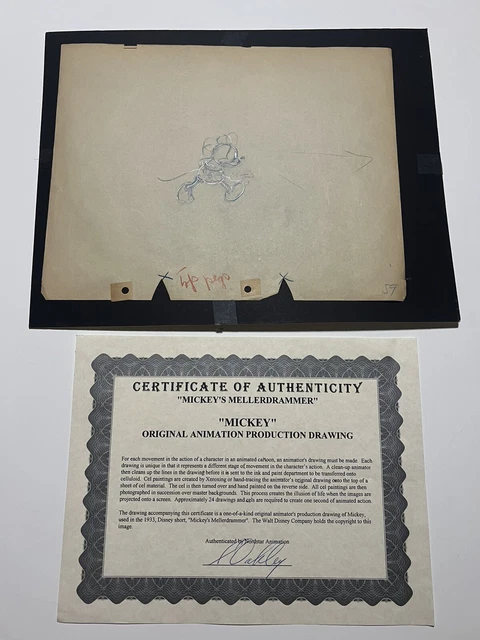 59
CERTIFICATE OF AUTHENTICITY
"MICKEY'S MELLERDRAMMER"
"MICKEY"
ORIGINAL ANIMATION PRODUCTION DRAWING
For each movement in the action of a character in an animated cartoon, an animator's drawing must be made. Each
drawing is unique in that it represents a different stage of movement in the character's action. A clean-up animator
then cleans up the lines in the drawing before it is sent to the ink and paint department to be transferred onto
celluloid. Cel paintings are created by Xeroxing or hand-tracing the animator's original drawing onto the top of a
sheet of cel material. The cel is then turned over and hand painted on the reverse side. All cel paintings are then
photographed in succession over master backgrounds. This process creates the illusion of life when the images are
projected onto a screen. Approximately 24 drawings and cels are required to create one second of animated action.
The drawing accompanying this certificate is a one-of-a-kind original animator's production drawing of Mickey,
used in the 1933, Disney short, "Mickey's Mellerdrammer". The Walt Disney Company holds the copyright to this
image.
Authenticated by Northstar Animation